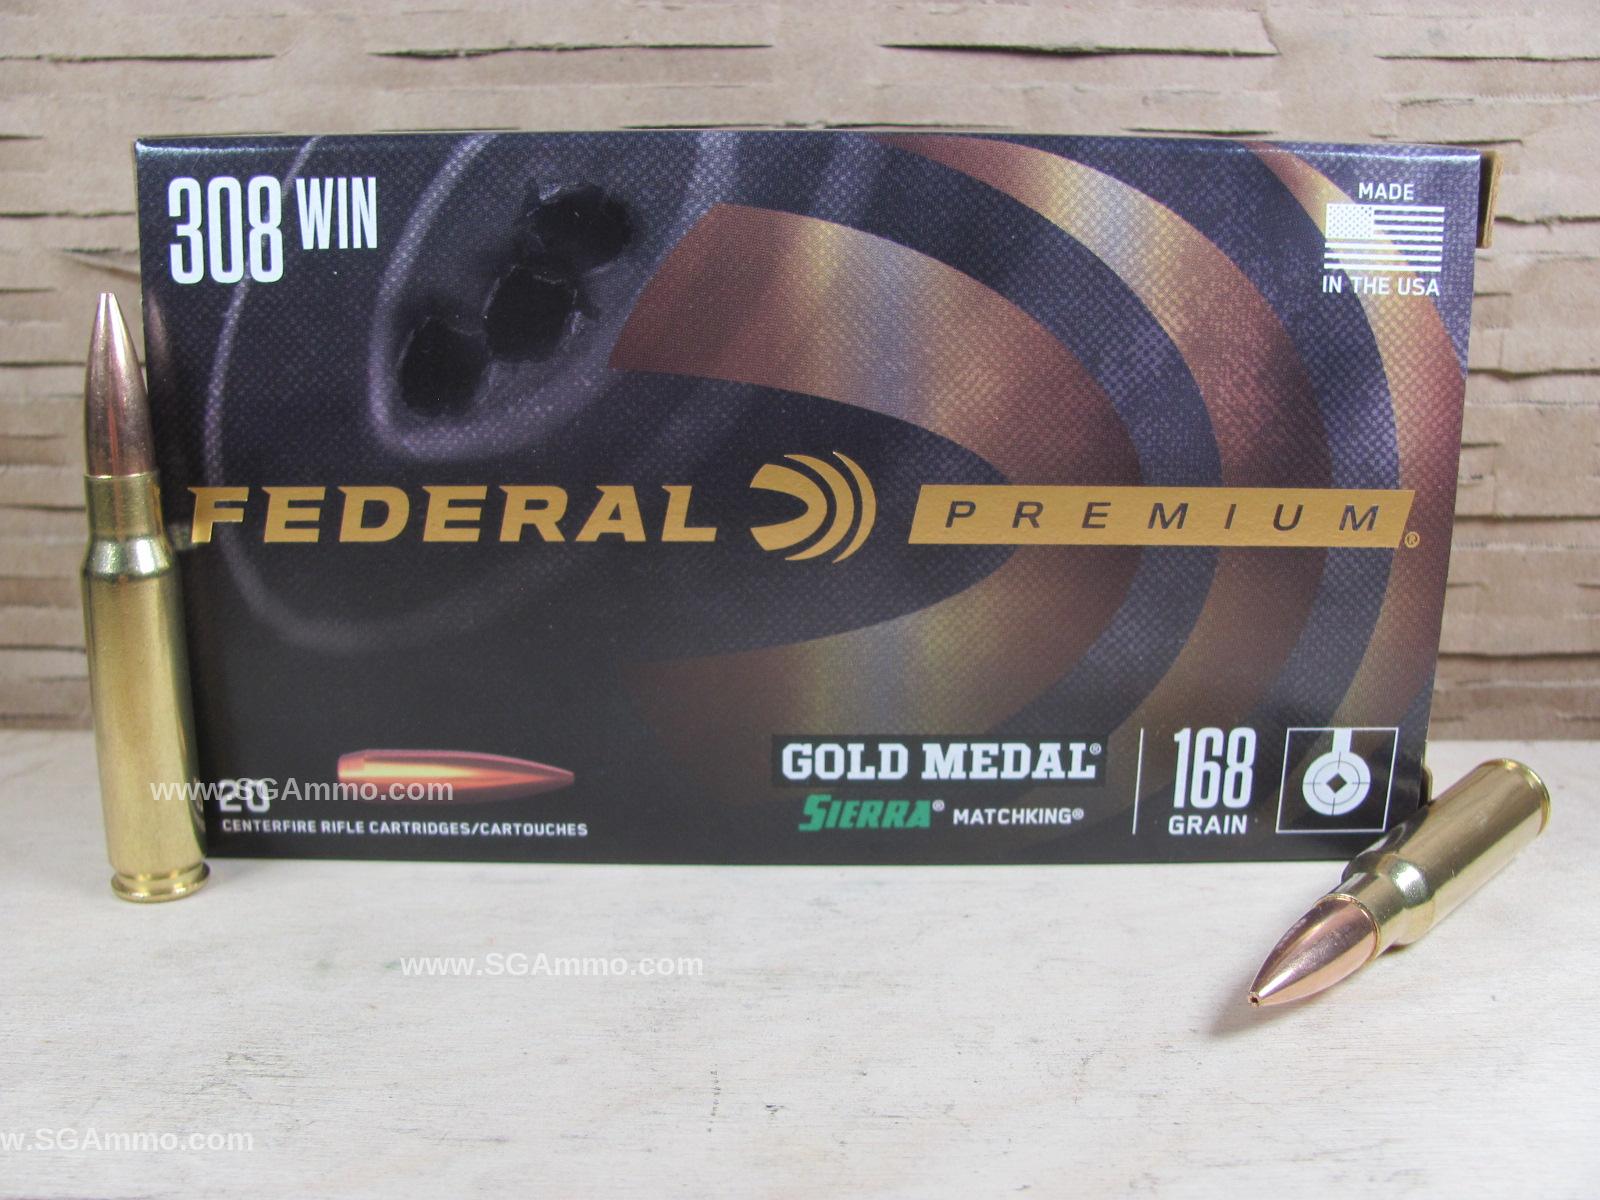 308 WIN
MADE
IN THE USA
FEDERAL PREMIUM®
GOLD MEDAL®
SIERRA® MATCHKING®
168
GRAIN
20
CENTERFIRE RIFLE CARTRIDGES/CARTOUCHES
www.SGAmmo.com
www.SGAmmo.com
w.SGAmmo.com